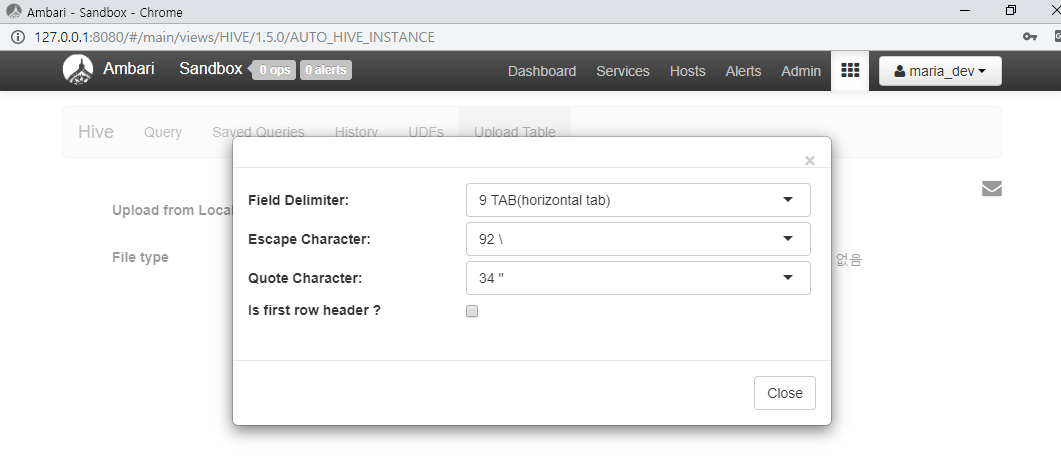 Ambari - Sandbox - Chrome
127.0.0.1:8080/#/main/views/HIVE/1.5.0/AUTO_HIVE_INSTANCE
Ambari Sandbox 0 ops 0 alerts Dashboard Services Hosts Alerts Admin maria_dev
Hive Query Saved Queries History UDFs Upload Table
×
Field Delimiter: 9 TAB(horizontal tab)
Upload from Local
Escape Character: 92 \
File type 없음
Quote Character: 34 "
Is first row header ?
Close